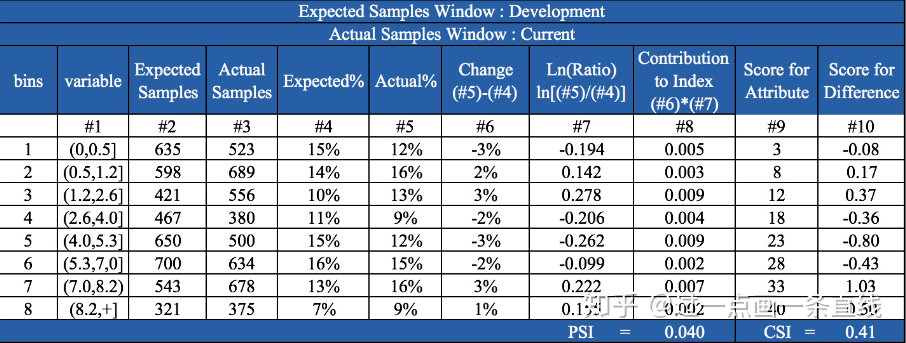 Expected Samples Window : Development
Actual Samples Window : Current
bins variable Expected Samples Actual Samples Expected% Actual% Change (#5)-(#4) Ln(Ratio) ln[(#5)/(#4)] Contribution to Index (#6)*(#7) Score for Attribute Score for Difference
#1 #2 #3 #4 #5 #6 #7 #8 #9 #10
1 (0,0.5] 635 523 15% 12% -3% -0.194 0.005 3 -0.08
2 (0.5,1.2] 598 689 14% 16% 2% 0.142 0.003 8 0.17
3 (1.2,2.6] 421 556 10% 13% 3% 0.278 0.009 12 0.37
4 (2.6,4.0] 467 380 11% 9% -2% -0.206 0.004 18 -0.36
5 (4.0,5.3] 650 500 15% 12% -3% -0.262 0.009 23 -0.80
6 (5.3,7,0] 700 634 16% 15% -2% -0.099 0.002 28 -0.43
7 (7.0,8.2) 543 678 13% 16% 3% 0.222 0.007 33 1.03
8 (8.2,+] 321 375 7% 9% 1% 0.002 40
知乎 @过一点画一条直线
PSI = 0.040 CSI = 0.41